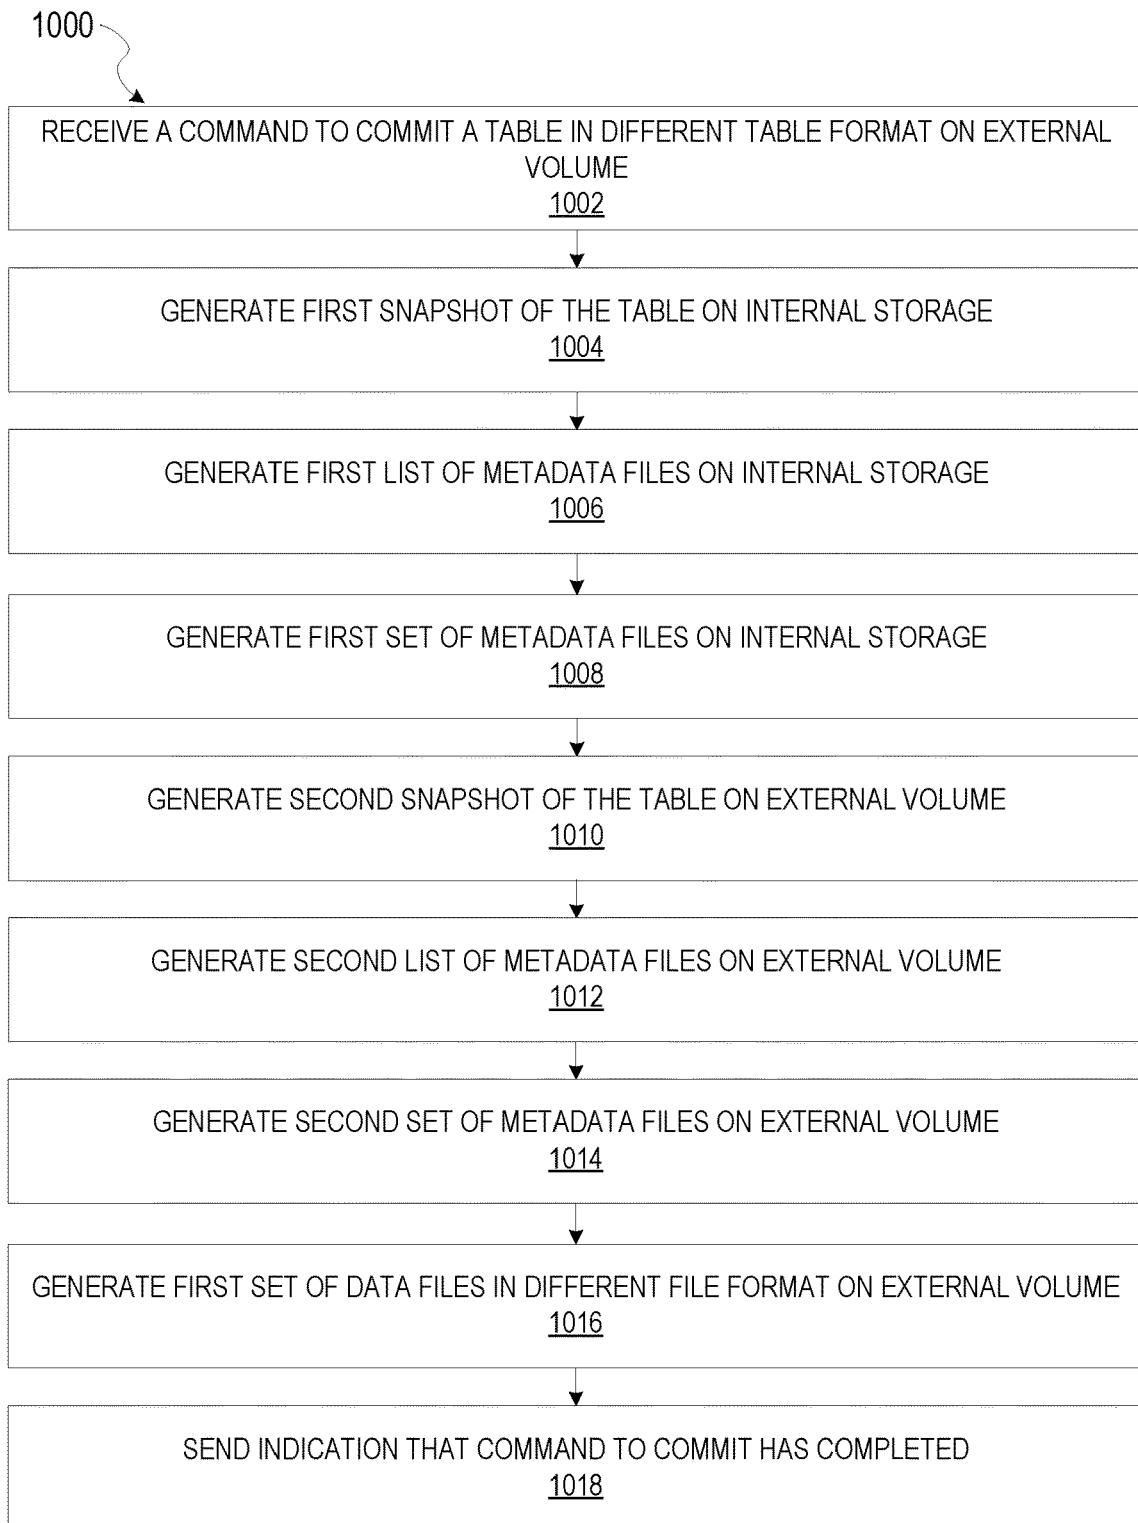 1000
RECEIVE A COMMAND TO COMMIT A TABLE IN DIFFERENT TABLE FORMAT ON EXTERNAL
VOLUME
1002
GENERATE FIRST SNAPSHOT OF THE TABLE ON INTERNAL STORAGE
1004
GENERATE FIRST LIST OF METADATA FILES ON INTERNAL STORAGE
1006
GENERATE FIRST SET OF METADATA FILES ON INTERNAL STORAGE
1008
GENERATE SECOND SNAPSHOT OF THE TABLE ON EXTERNAL VOLUME
1010
GENERATE SECOND LIST OF METADATA FILES ON EXTERNAL VOLUME
1012
GENERATE SECOND SET OF METADATA FILES ON EXTERNAL VOLUME
1014
GENERATE FIRST SET OF DATA FILES IN DIFFERENT FILE FORMAT ON EXTERNAL VOLUME
1016
SEND INDICATION THAT COMMAND TO COMMIT HAS COMPLETED
1018